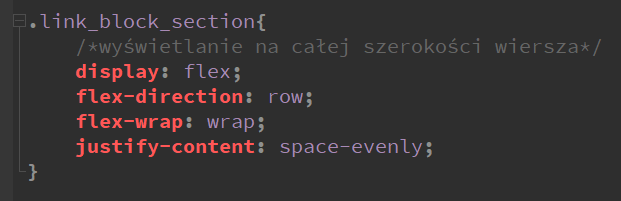 .link_block_section{
/*wyświetlanie na całej szerokości wiersza*/
display: flex;
flex-direction: row;
flex-wrap: wrap;
justify-content: space-evenly;
}